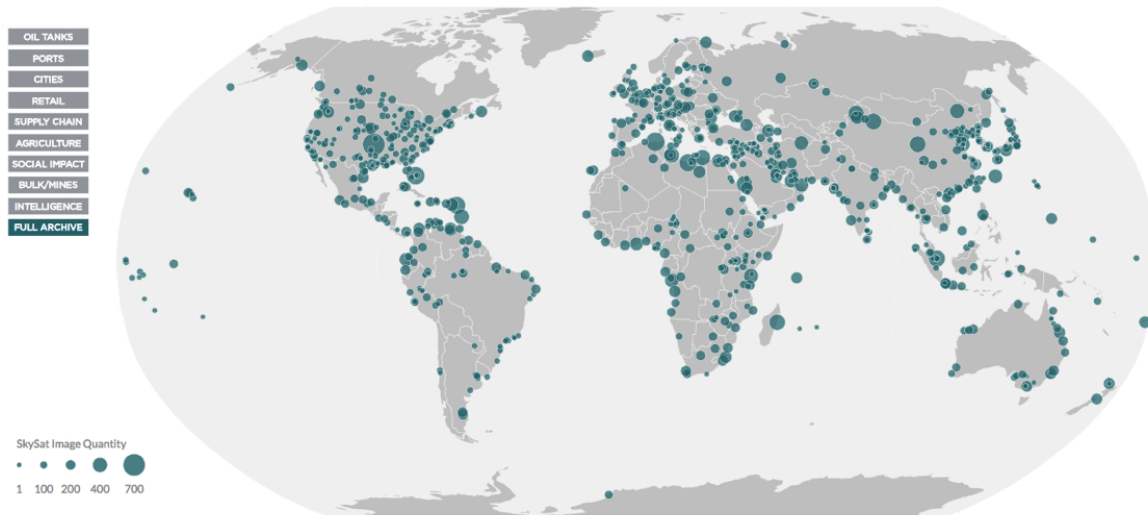 OIL TANKS
PORTS
CITIES
RETAIL
SUPPLY CHAIN
AGRICULTURE
SOCIAL IMPACT
BULK/MINES
INTELLIGENCE
FULL ARCHIVE
SkySat Image Quantity
1 100 200 400 700